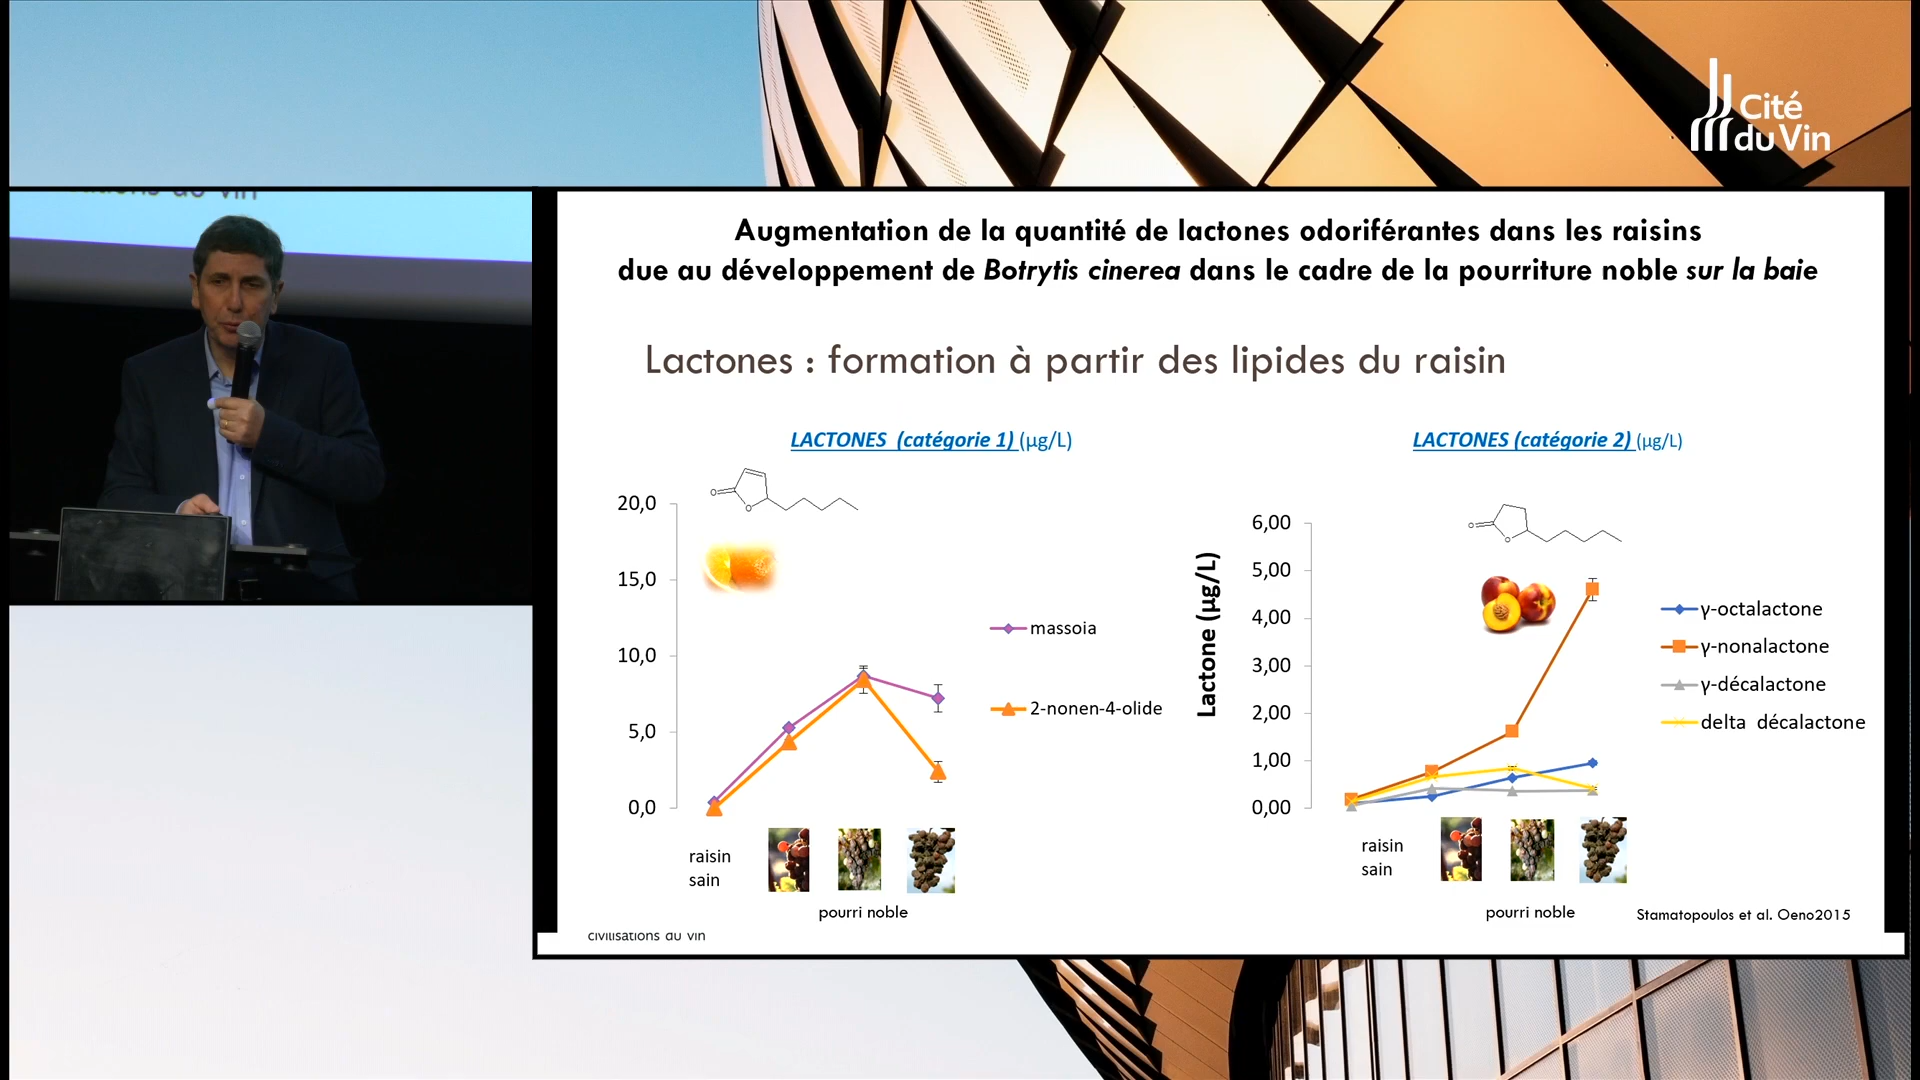 Cité
du Vin
Augmentation de la quantité de lactones odoriférantes dans les raisins
due au développement de Botrytis cinerea dans le cadre de la pourriture noble sur la baie
Lactones : formation à partir des lipides du raisin
LACTONES (catégorie 1) (µg/L)
20,0
15,0
10,0
5,0
0,0
O
O
massoia
2-nonen-4-olide
raisin
sain
pourri noble
LACTONES (catégorie 2) (µg/L)
Lactone (µg/L)
6,00
5,00
4,00
3,00
2,00
1,00
0,00
O
O
γ-octalactone
γ-nonalactone
γ-décalactone
delta décalactone
raisin
sain
pourri noble
Stamatopoulos et al. Oeno2015
civilisations du vin